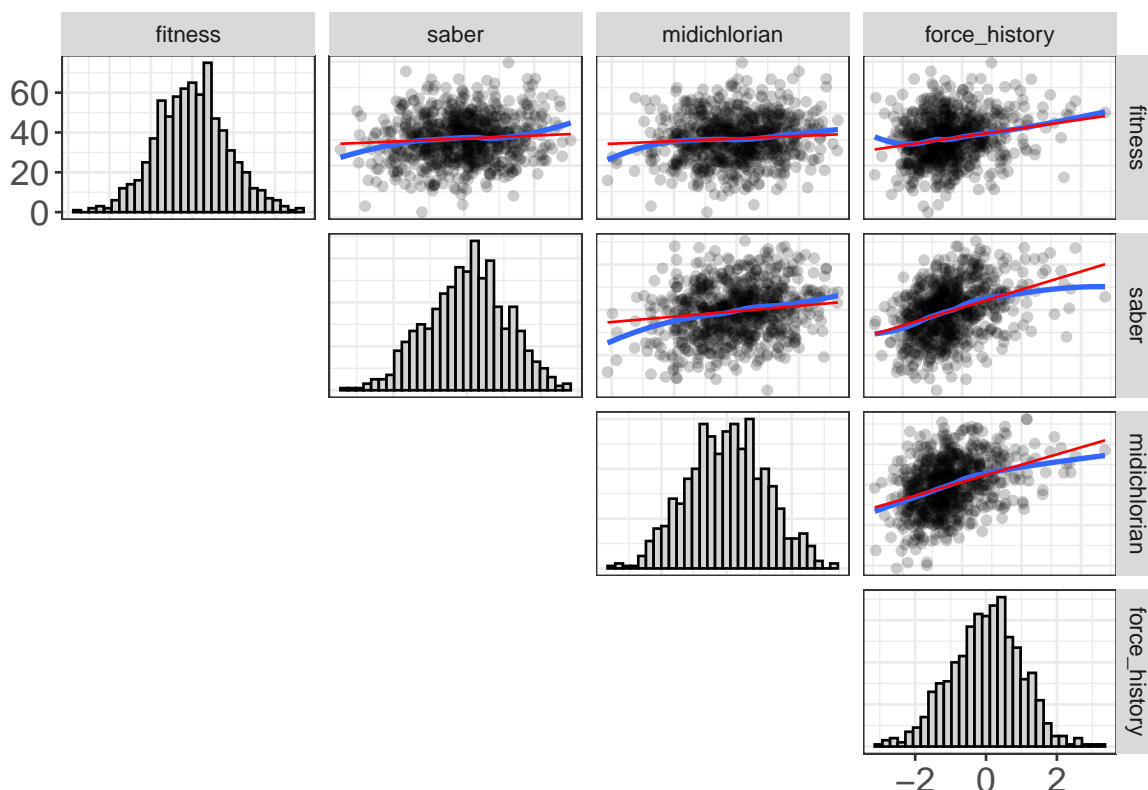 fitness saber midichlorian force_history
60
40
20
0
fitness
saber
midichlorian
force_history
−2 0 2